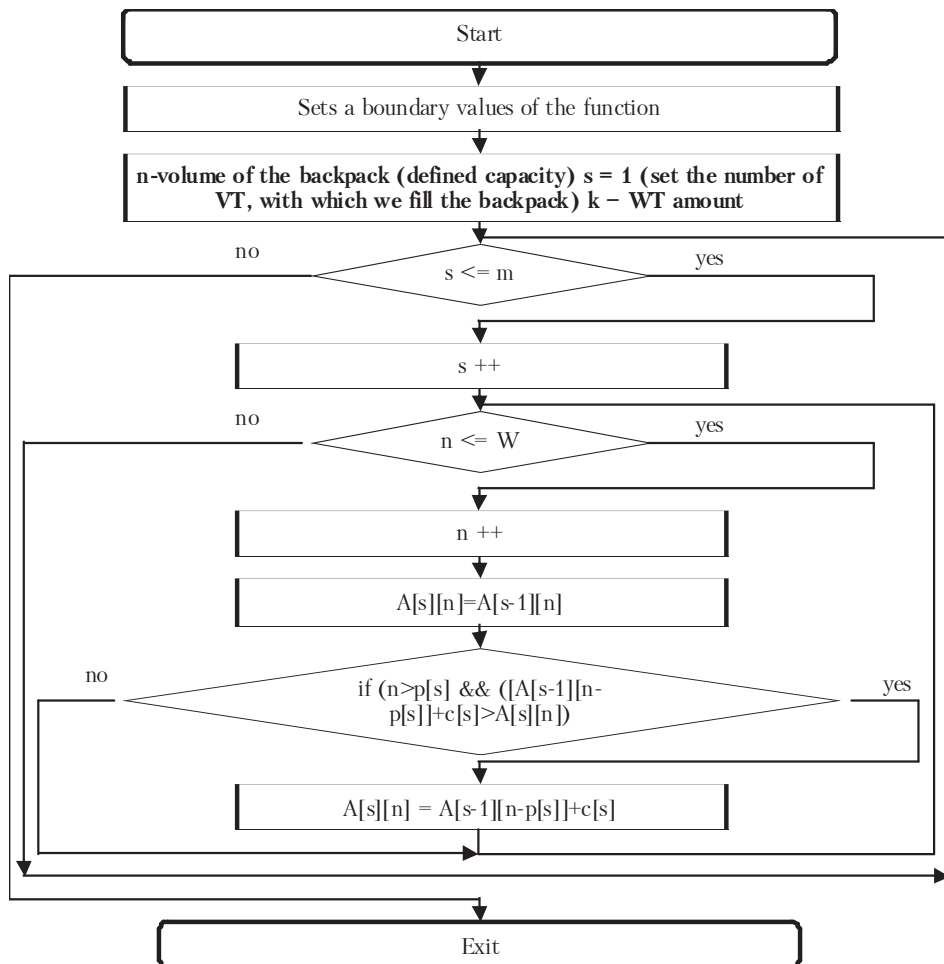 Start
Sets a boundary values of the function
n-volume of the backpack (defined capacity) s = 1 (set the number of
VT, with which we fill the backpack) k – WT amount
no
yes
s <= m
s ++
no
yes
n <= W
n ++
A[s][n]=A[s-1][n]
no
yes
if (n>p[s] && ([A[s-1][n-
p[s]]+c[s]>A[s][n])
A[s][n] = A[s-1][n-p[s]]+c[s]
Exit